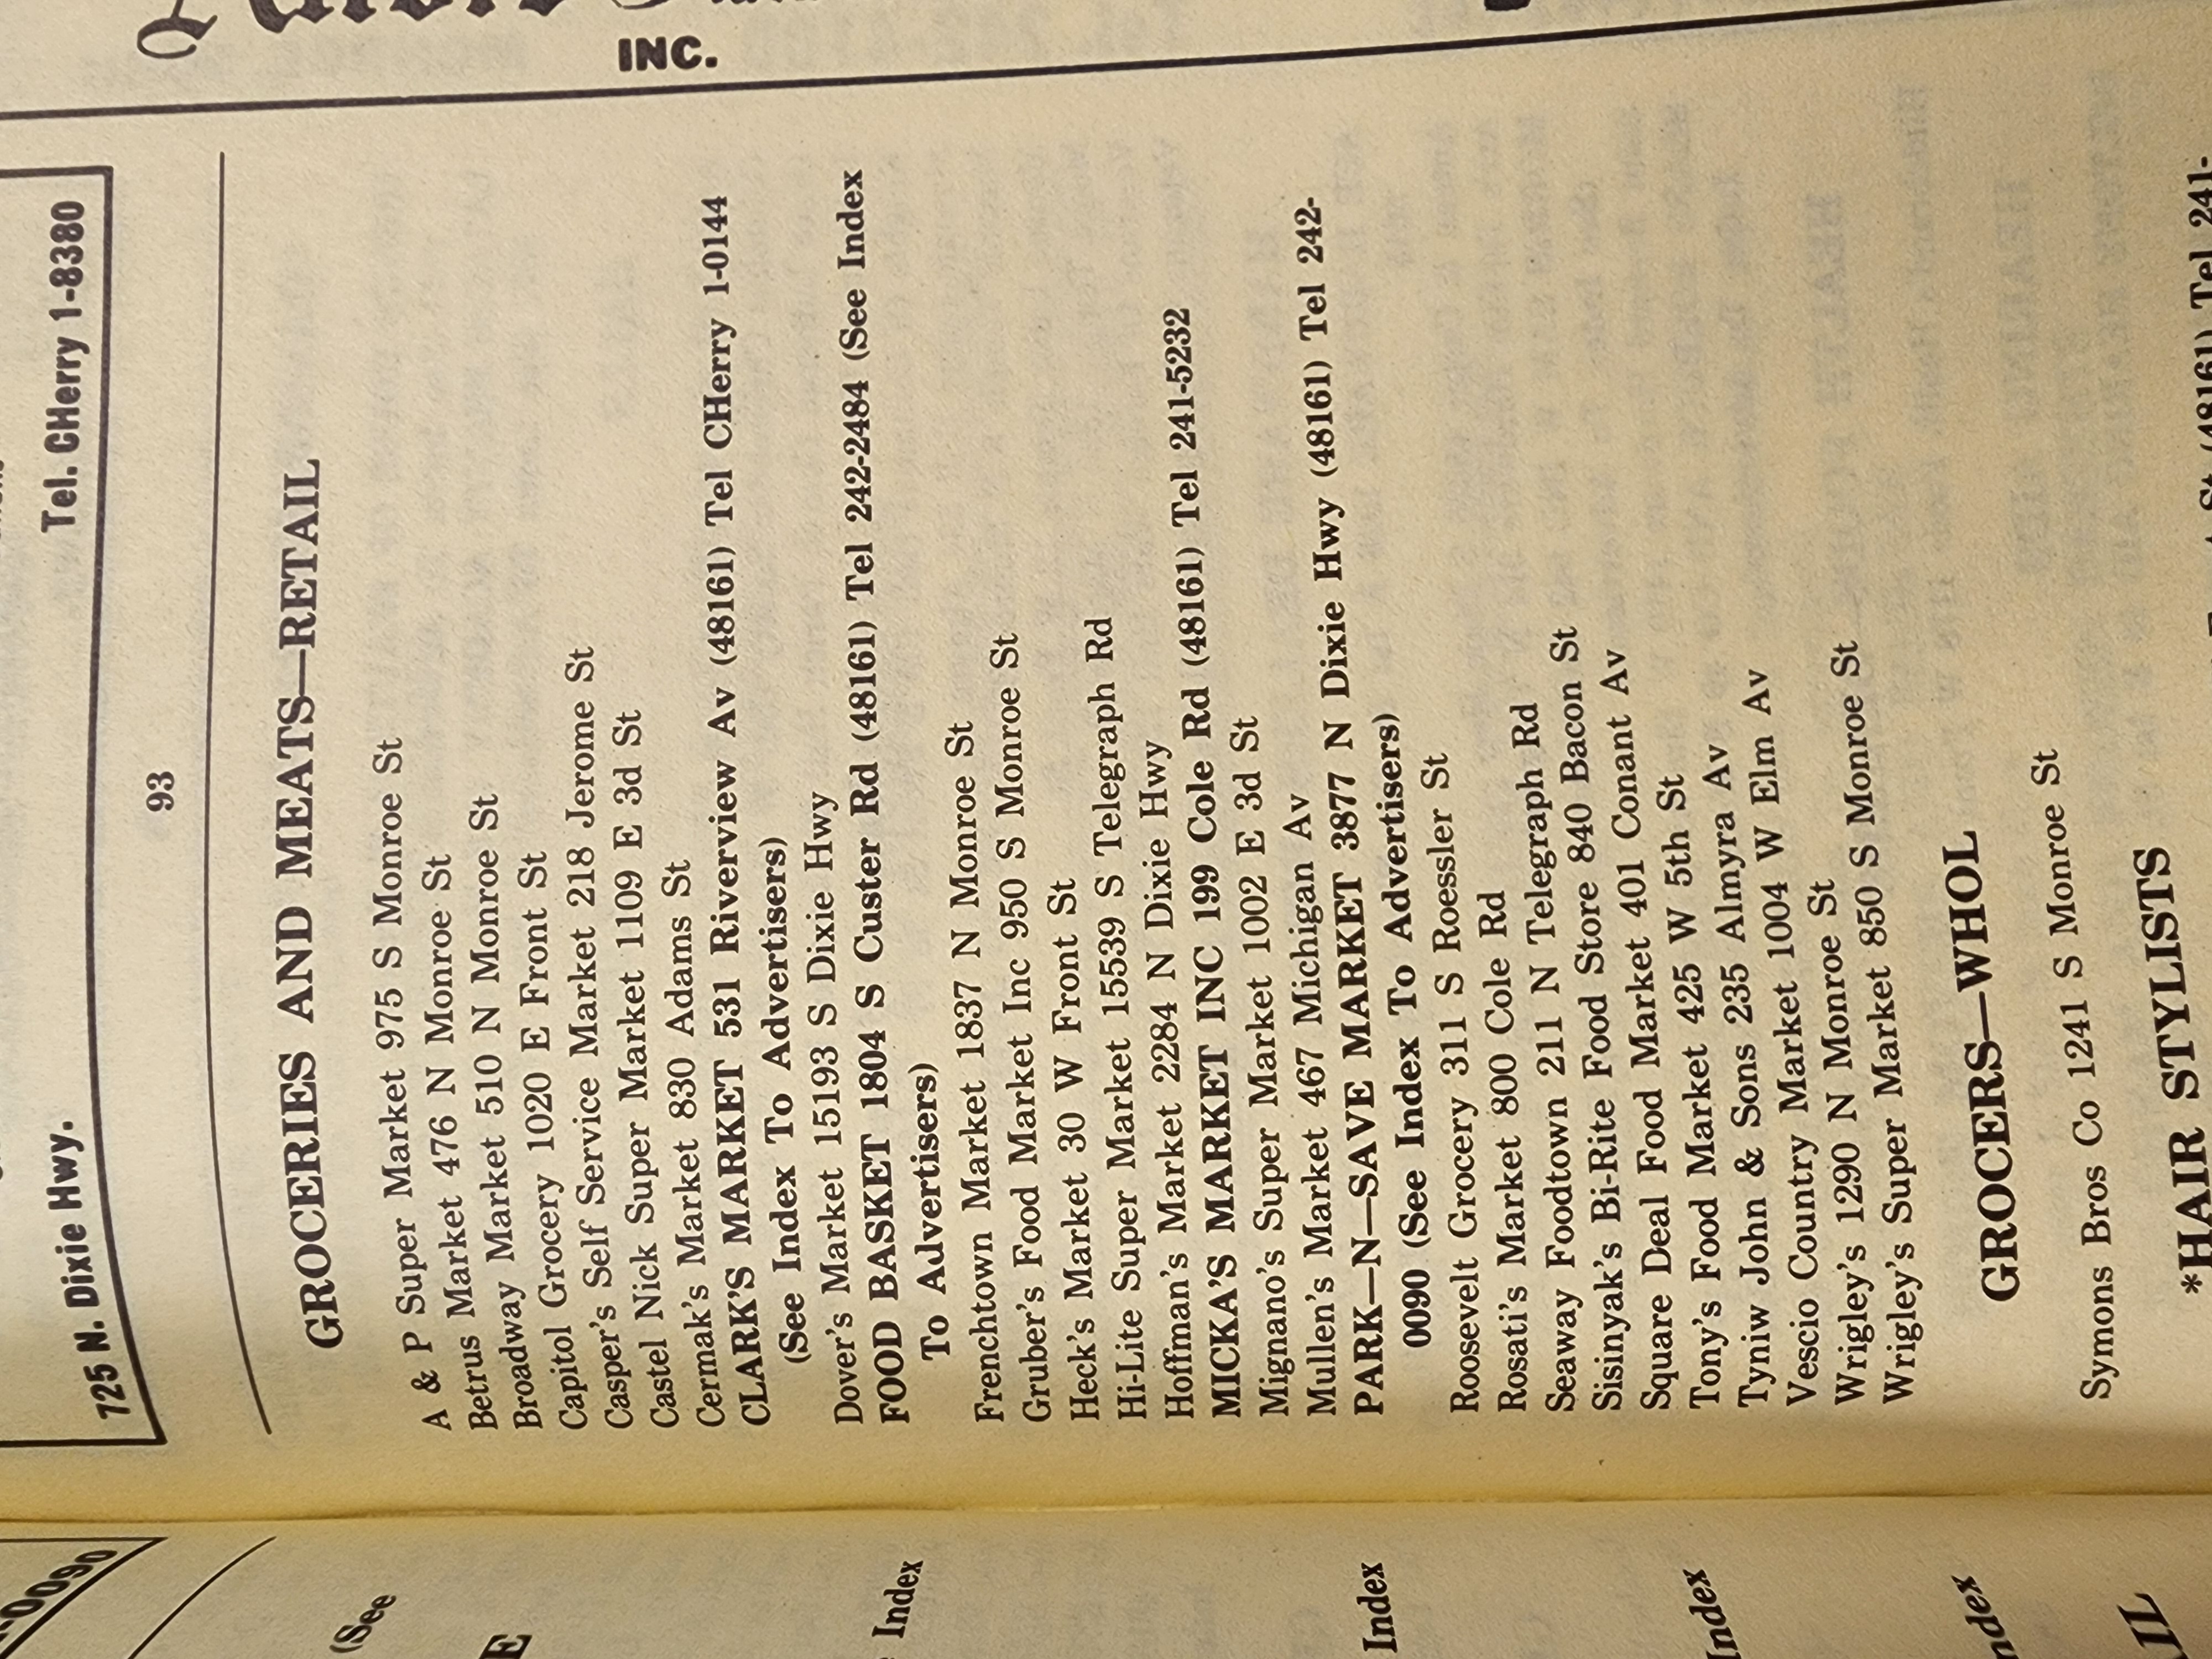 INC.
725 N. Dixie Hwy. Tel. CHerry 1-8380
93
GROCERIES AND MEATS—RETAIL
A & P Super Market 975 S Monroe St
Betrus Market 476 N Monroe St
Broadway Market 510 N Monroe St
Capitol Grocery 1020 E Front St
Casper's Self Service Market 218 Jerome St
Castel Nick Super Market 1109 E 3d St
Cermak's Market 830 Adams St
CLARK'S MARKET 531 Riverview Av (48161) Tel CHerry 1-0144
(See Index To Advertisers)
Dover's Market 15193 S Dixie Hwy
FOOD BASKET 1804 S Custer Rd (48161) Tel 242-2484 (See Index
To Advertisers)
Frenchtown Market 1837 N Monroe St
Gruber's Food Market Inc 950 S Monroe St
Heck's Market 30 W Front St
Hi-Lite Super Market 15539 S Telegraph Rd
Hoffman's Market 2284 N Dixie Hwy
MICKA'S MARKET INC 199 Cole Rd (48161) Tel 241-5232
Mignano's Super Market 1002 E 3d St
Mullen's Market 467 Michigan Av
PARK—N—SAVE MARKET 3877 N Dixie Hwy (48161) Tel 242-
0090 (See Index To Advertisers)
Roosevelt Grocery 311 S Roessler St
Rosati's Market 800 Cole Rd
Seaway Foodtown 211 N Telegraph Rd
Sisinyak's Bi-Rite Food Store 840 Bacon St
Square Deal Food Market 401 Conant Av
Tony's Food Market 425 W 5th St
Tyniw John & Sons 235 Almyra Av
Vescio Country Market 1004 W Elm Av
Wrigley's 1290 N Monroe St
Wrigley's Super Market 850 S Monroe St
GROCERS—WHOL
Symons Bros Co 1241 S Monroe St
*HAIR STYLISTS
St (48161) Tel 241-
(See
Index
Index
Index